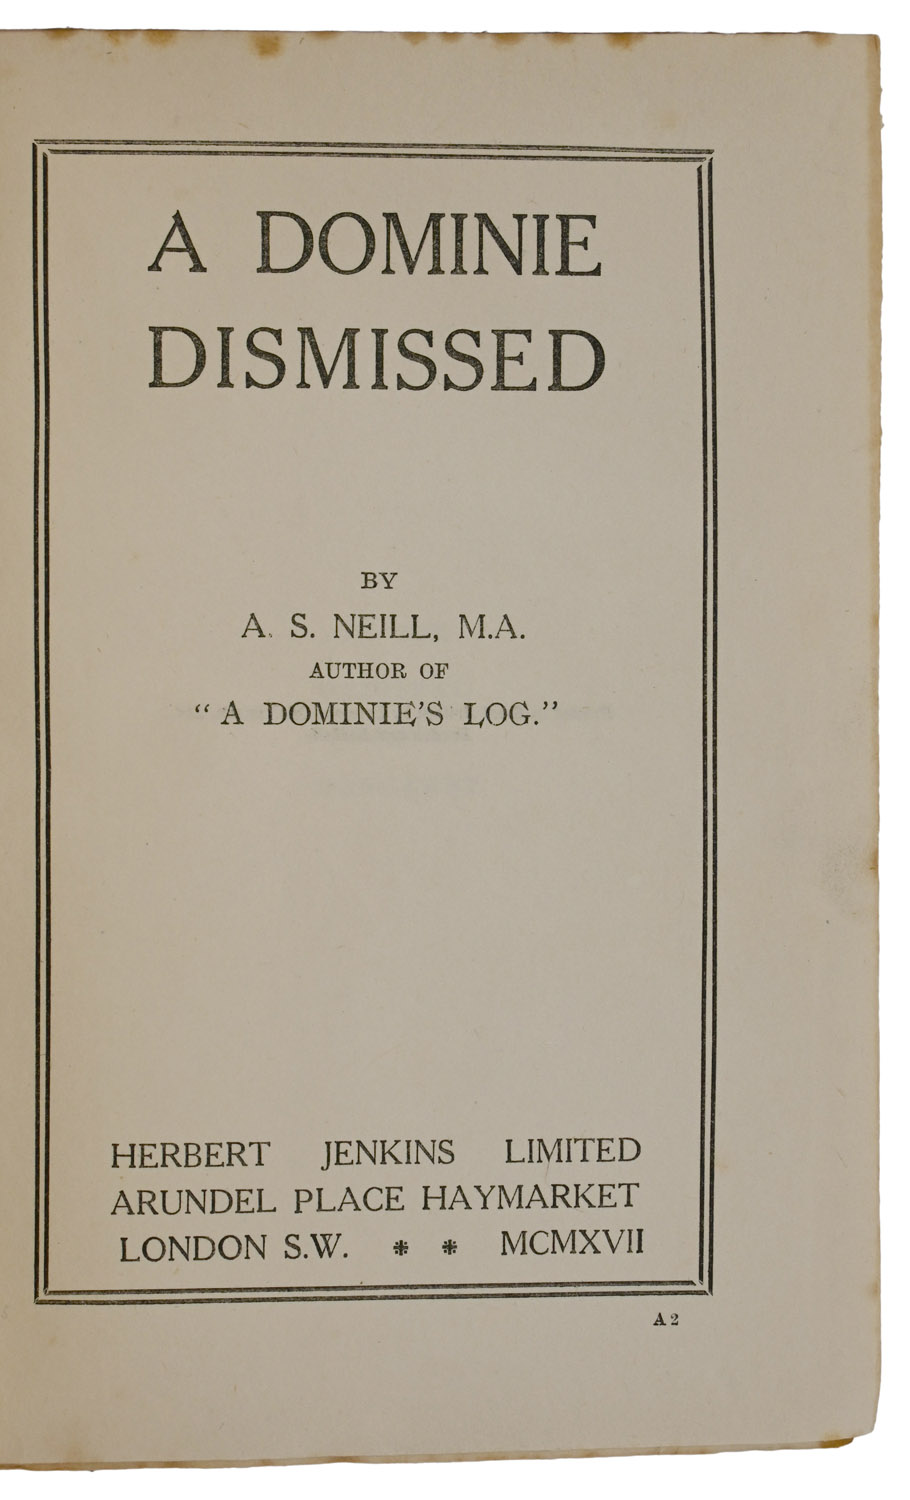 A DOMINIE
DISMISSED
BY
A. S. NEILL, M.A.
AUTHOR OF
“ A DOMINIE’S LOG.”
HERBERT JENKINS LIMITED
ARUNDEL PLACE HAYMARKET
LONDON S.W. * * MCMXVII
A 2